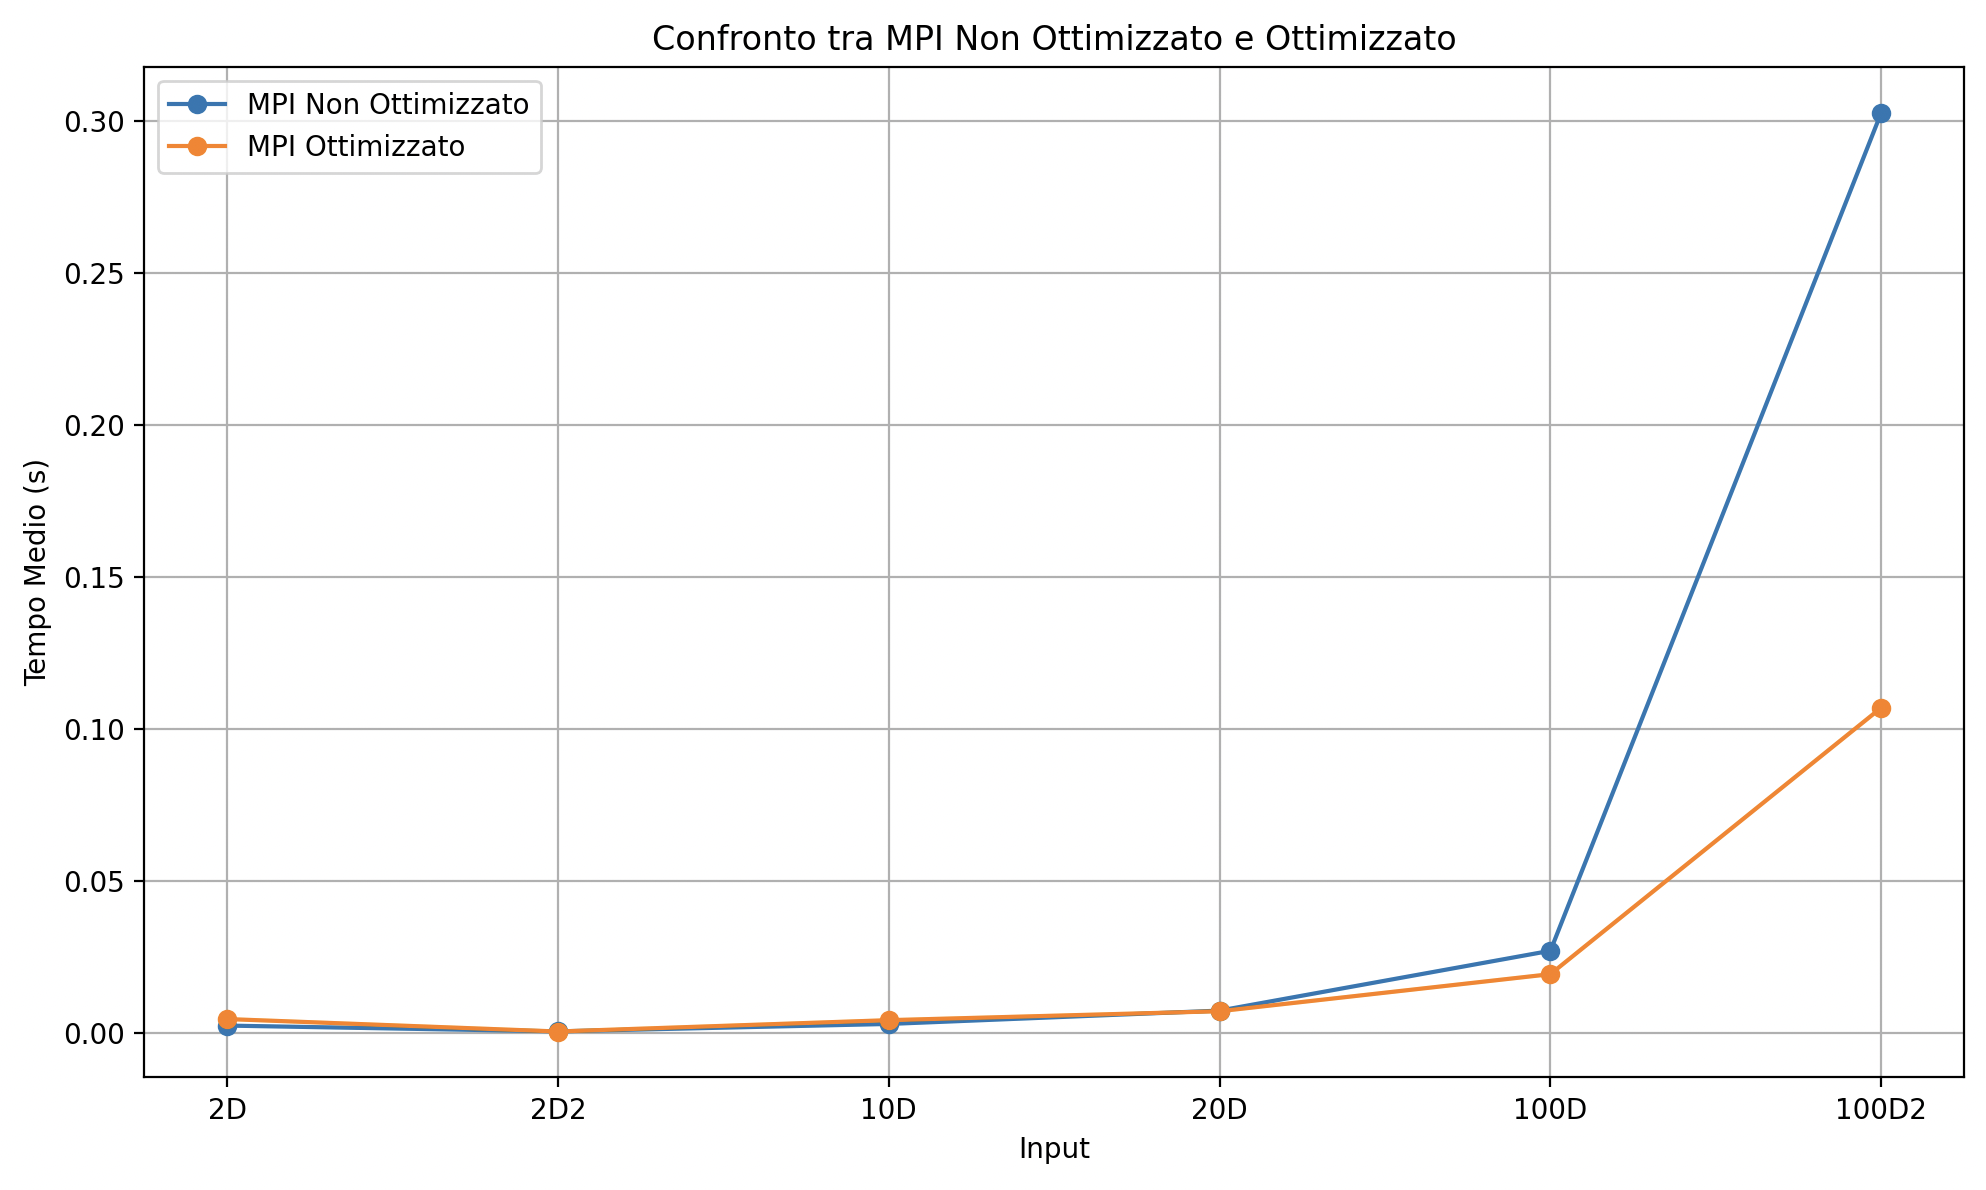 Confronto tra MPI Non Ottimizzato e Ottimizzato
MPI Non Ottimizzato
MPI Ottimizzato
0.30
0.25
0.20
0.15
0.10
0.05
0.00
Tempo Medio (s)
2D 2D2 10D 20D 100D 100D2
Input